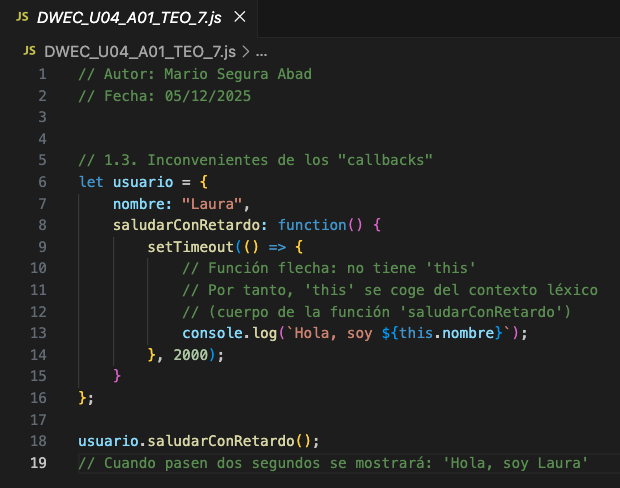 JS DWEC_U04_A01_TEO_7.js ×
JS DWEC_U04_A01_TEO_7.js > ...
1 // Autor: Mario Segura Abad
2 // Fecha: 05/12/2025
3
4
5 // 1.3. Inconvenientes de los "callbacks"
6 let usuario = {
7     nombre: "Laura",
8     saludarConRetardo: function() {
9         setTimeout(() => {
10             // Función flecha: no tiene 'this'
11             // Por tanto, 'this' se coge del contexto léxico
12             // (cuerpo de la función 'saludarConRetardo')
13             console.log(`Hola, soy ${this.nombre}`);
14         }, 2000);
15     }
16 };
17
18 usuario.saludarConRetardo();
19 // Cuando pasen dos segundos se mostrará: 'Hola, soy Laura'